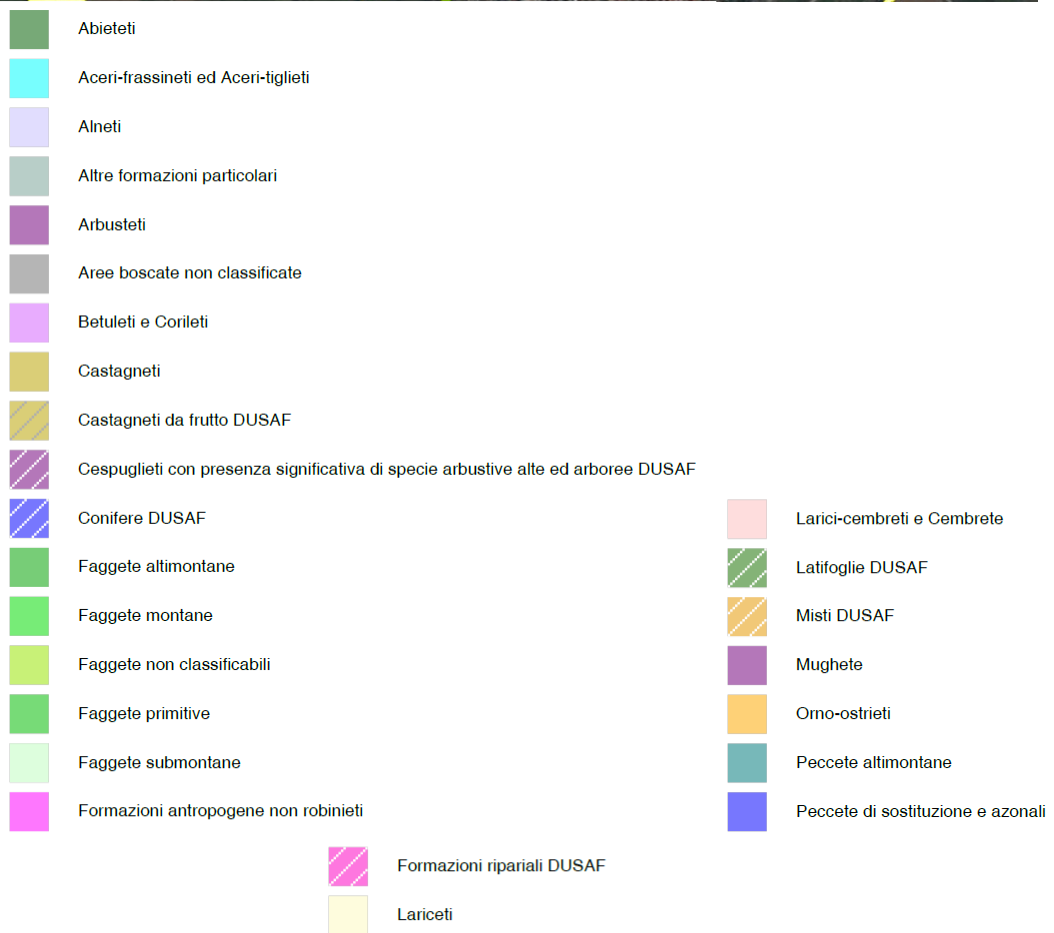 Abieteti
Aceri-frassineti ed Aceri-tiglieti
Alneti
Altre formazioni particolari
Arbusteti
Aree boscate non classificate
Betuleti e Corileti
Castagneti
Castagneti da frutto DUSAF
Cespuglieti con presenza significativa di specie arbustive alte ed arboree DUSAF
Conifere DUSAF
Faggete altimontane
Faggete montane
Faggete non classificabili
Faggete primitive
Faggete submontane
Formazioni antropogene non robinieti
Formazioni ripariali DUSAF
Lariceti
Larici-cembreti e Cembrete
Latifoglie DUSAF
Misti DUSAF
Mughete
Orno-ostrieti
Peccete altimontane
Peccete di sostituzione e azonali